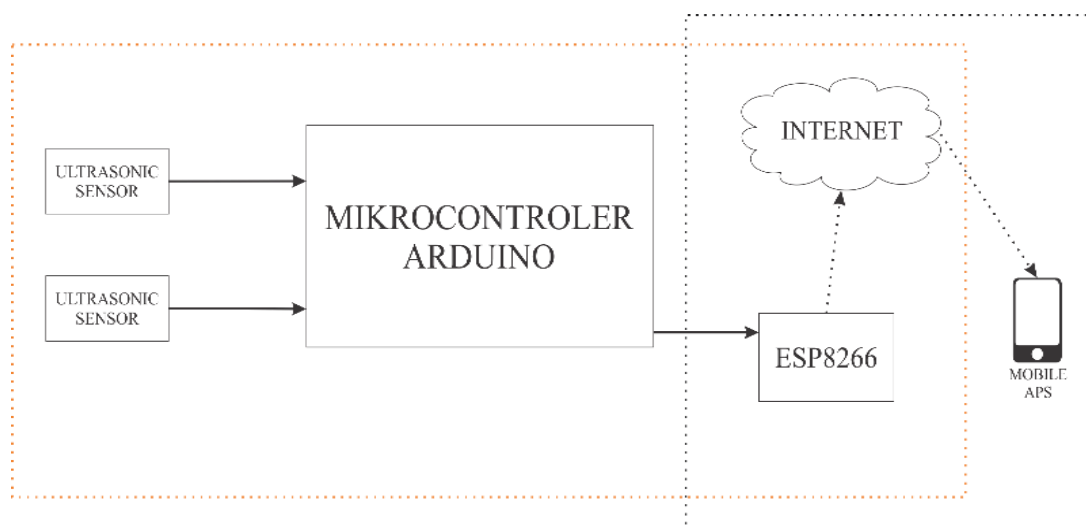 INTERNET
ULTRASONIC
SENSOR
MIKROCONTROLER
ARDUINO
ULTRASONIC
SENSOR
ESP8266
MOBILE
APS